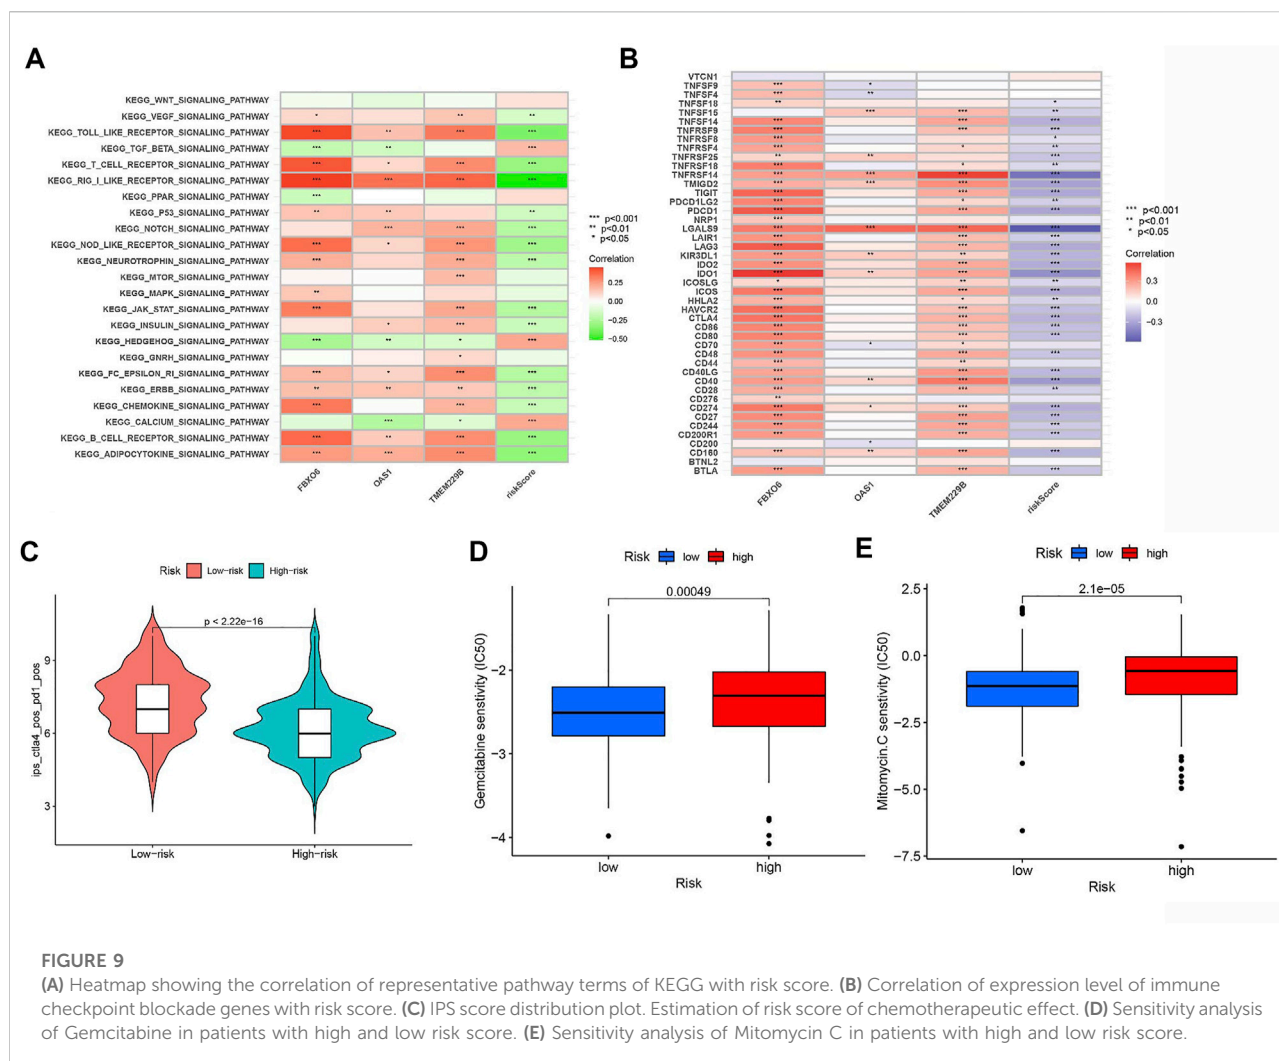 A
KEGG_WNT_SIGNALING_PATHWAY
KEGG_VEGF_SIGNALING_PATHWAY * ** **
KEGG_TOLL_LIKE_RECEPTOR_SIGNALING_PATHWAY *** ** *** ***
KEGG_TGF_BETA_SIGNALING_PATHWAY *** ** ***
KEGG_T_CELL_RECEPTOR_SIGNALING_PATHWAY *** * *** ***
KEGG_RIG_I_LIKE_RECEPTOR_SIGNALING_PATHWAY *** *** *** ***
KEGG_PPAR_SIGNALING_PATHWAY ***
KEGG_P53_SIGNALING_PATHWAY ** ** **
KEGG_NOTCH_SIGNALING_PATHWAY *** *** ***
KEGG_NOD_LIKE_RECEPTOR_SIGNALING_PATHWAY *** * *** ***
KEGG_NEUROTROPHIN_SIGNALING_PATHWAY *** *** ***
KEGG_MTOR_SIGNALING_PATHWAY ***
KEGG_MAPK_SIGNALING_PATHWAY **
KEGG_JAK_STAT_SIGNALING_PATHWAY *** *** ***
KEGG_INSULIN_SIGNALING_PATHWAY * *** ***
KEGG_HEDGEHOG_SIGNALING_PATHWAY *** ** * ***
KEGG_GNRH_SIGNALING_PATHWAY *
KEGG_FC_EPSILON_RI_SIGNALING_PATHWAY *** * *** ***
KEGG_ERBB_SIGNALING_PATHWAY ** ** ** ***
KEGG_CHEMOKINE_SIGNALING_PATHWAY *** *** ***
KEGG_CALCIUM_SIGNALING_PATHWAY *** * ***
KEGG_B_CELL_RECEPTOR_SIGNALING_PATHWAY *** ** *** ***
KEGG_ADIPOCYTOKINE_SIGNALING_PATHWAY *** *** *** ***
FBXO6 OAS1 TMEM229B riskScore
*** p<0.001
** p<0.01
* p<0.05
Correlation
0.25
0.00
−0.25
−0.50
B
VTCN1
TNFSF9 *** *
TNFSF4 *** **
TNFSF18 ** *
TNFSF15 *** *** **
TNFSF14 *** *** ***
TNFRSF9 *** *** ***
TNFRSF8 *** *
TNFRSF4 *** * **
TNFRSF25 ** ** ***
TNFRSF18 *** * **
TNFRSF14 *** *** *** ***
TMIGD2 *** *** *** ***
TIGIT *** *** ***
PDCD1LG2 *** * **
PDCD1 *** *** ***
NRP1 ***
LGALS9 *** *** *** ***
LAIR1 *** *** ***
LAG3 *** *** ***
KIR3DL1 *** ** ** ***
IDO2 *** *** ***
IDO1 *** ** *** ***
ICOSLG * ** **
ICOS *** *** ***
HHLA2 *** * **
HAVCR2 *** *** ***
CTLA4 *** *** ***
CD86 *** *** ***
CD80 *** *** ***
CD70 *** * *
CD48 *** *** ***
CD44 *** **
CD40LG *** *** ***
CD40 *** ** *** ***
CD28 *** *** **
CD276 **
CD274 *** * *** ***
CD27 *** *** ***
CD244 *** *** ***
CD200R1 *** *** ***
CD200 *
CD160 *** ** *** ***
BTNL2
BTLA *** *** ***
FBXO6 OAS1 TMEM229B riskScore
*** p<0.001
** p<0.01
* p<0.05
Correlation
0.3
0.0
−0.3
C
Risk Low−risk High−risk
p < 2.22e−16
ips_ctla4_pos_pd1_pos
9
6
3
Low−risk High−risk
D
Risk low high
0.00049
Gemcitabine senstivity (IC50)
−2
−3
−4
low high
Risk
E
Risk low high
2.1e−05
Mitomycin.C senstivity (IC50)
2.5
0.0
−2.5
−5.0
−7.5
low high
Risk
FIGURE 9
(A) Heatmap showing the correlation of representative pathway terms of KEGG with risk score. (B) Correlation of expression level of immune
checkpoint blockade genes with risk score. (C) IPS score distribution plot. Estimation of risk score of chemotherapeutic effect. (D) Sensitivity analysis
of Gemcitabine in patients with high and low risk score. (E) Sensitivity analysis of Mitomycin C in patients with high and low risk score.